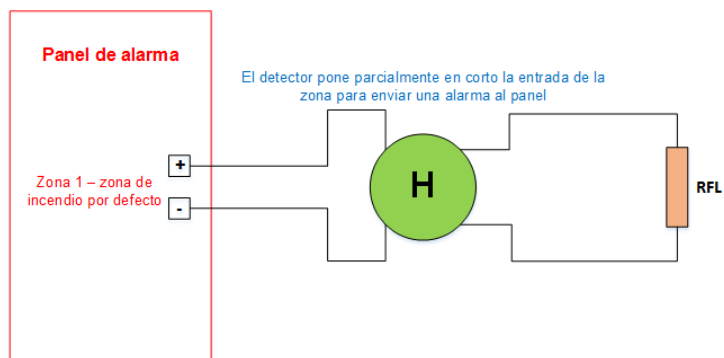 Panel de alarma
El detector pone parcialmente en corto la entrada de la
zona para enviar una alarma al panel
+
Zona 1 – zona de
incendio por defecto
-
H
RFL